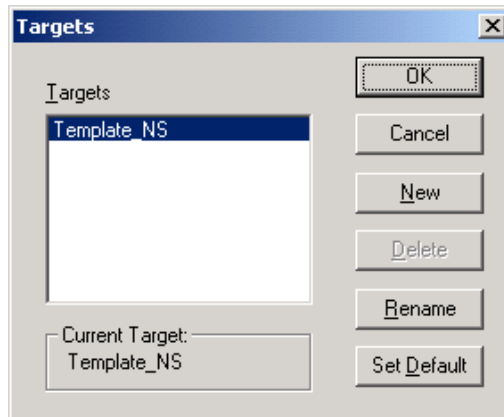 Targets
Targets
Template_NS
Current Target:
Template_NS
OK
Cancel
New
Delete
Rename
Set Default